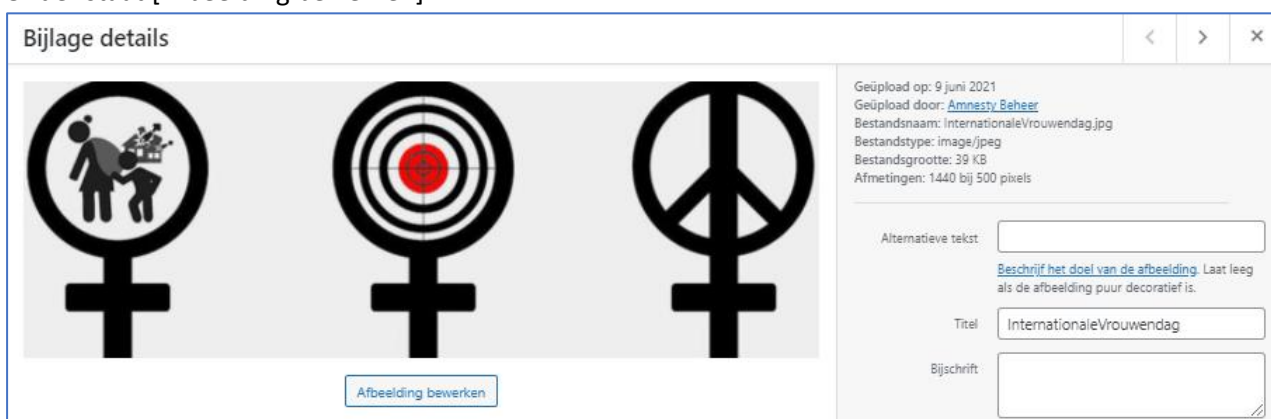 Bijlage details
Geüpload op: 9 juni 2021
Geüpload door: Amnesty Beheer
Bestandsnaam: InternationaleVrouwendag.jpg
Bestandstype: image/jpeg
Bestandsgrootte: 39 KB
Afmetingen: 1440 bij 500 pixels
Alternatieve tekst
Beschrijf het doel van de afbeelding. Laat leeg
als de afbeelding puur decoratief is.
Titel InternationaleVrouwendag
Bijschrift
Afbeelding bewerken